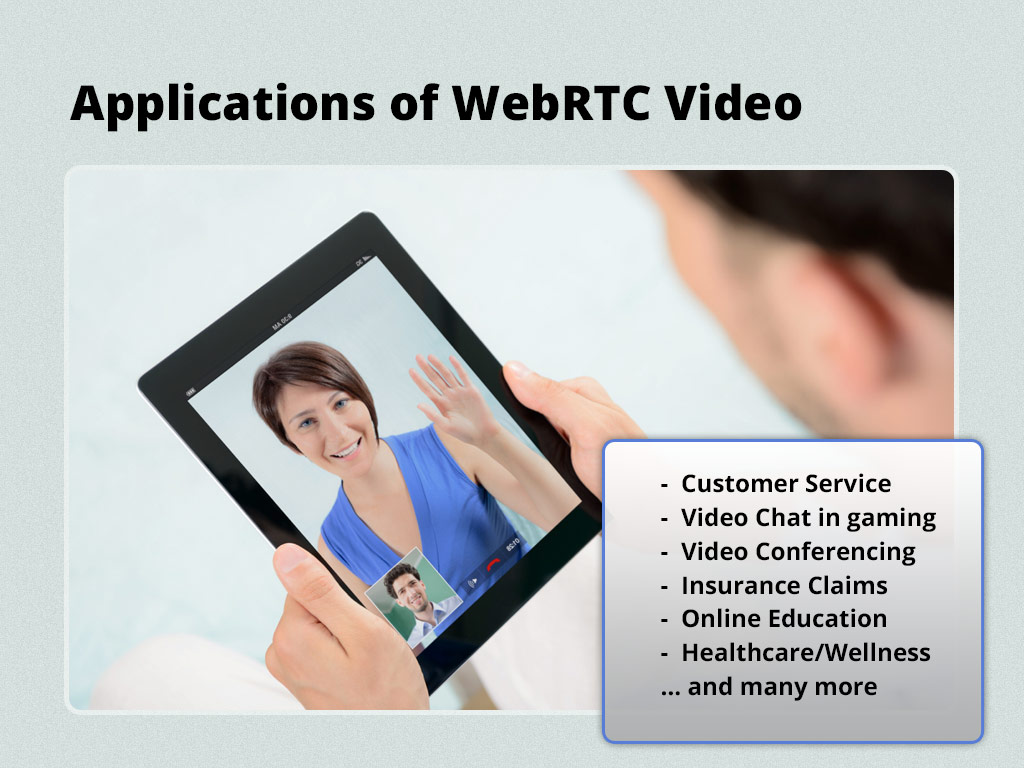 Applications of WebRTC Video
- Customer Service
- Video Chat in gaming
- Video Conferencing
- Insurance Claims
- Online Education
- Healthcare/Wellness
... and many more